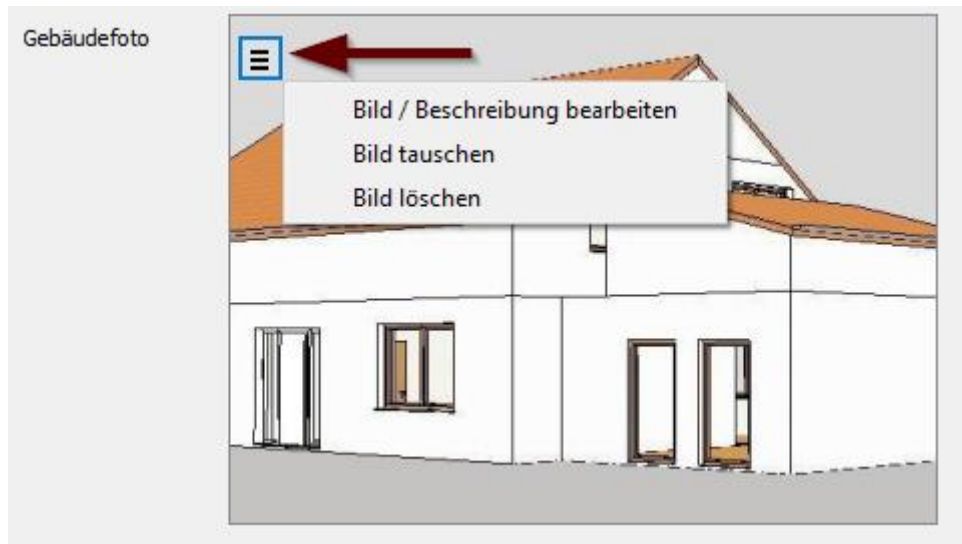 Gebäudefoto
Bild / Beschreibung bearbeiten
Bild tauschen
Bild löschen